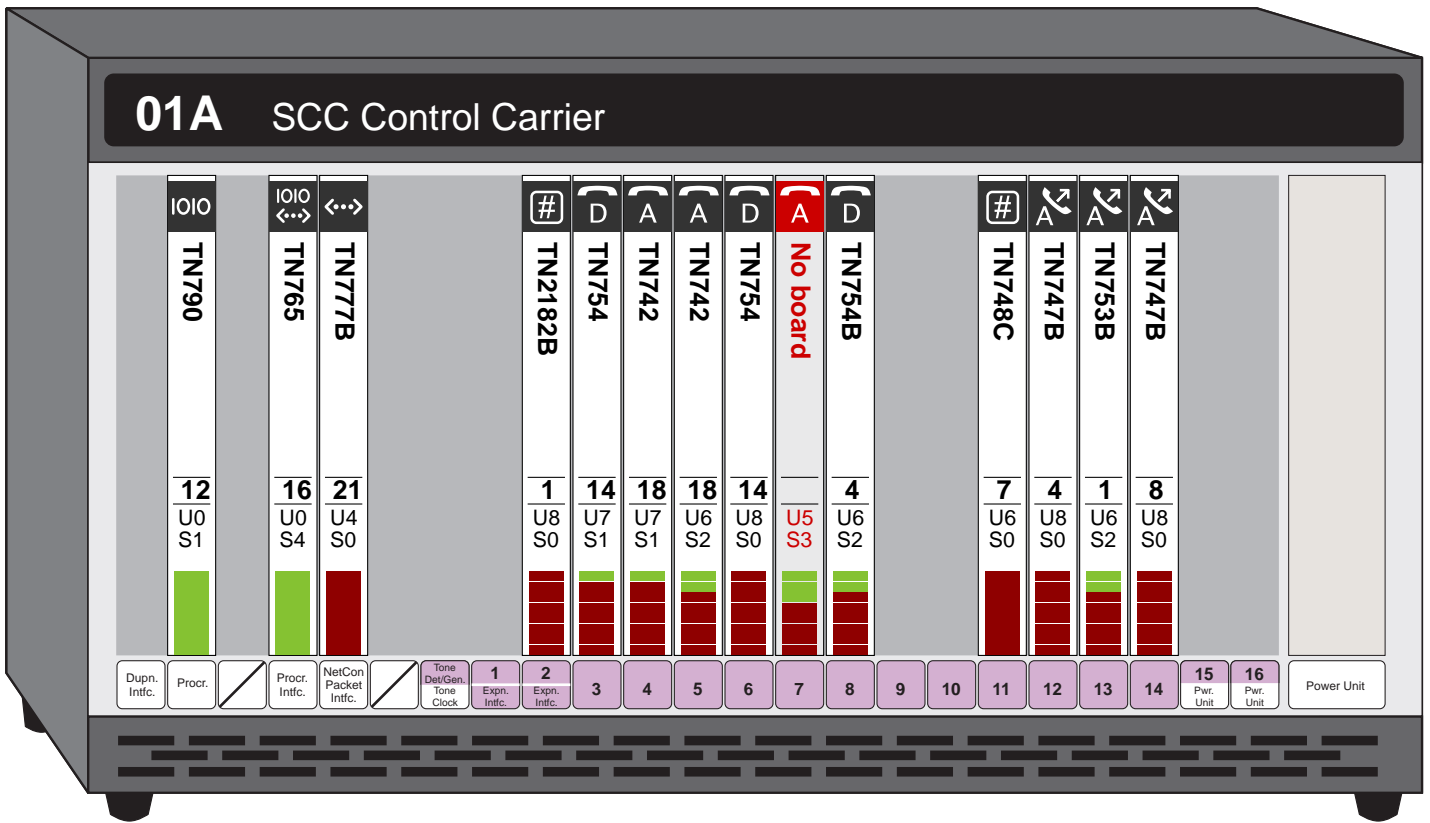 01A SCC Control Carrier
IOIO
IOIO
#
D
A
A
D
A
D
#
A
A
A
TN790
TN765
TN777B
TN2182B
TN754
TN742
TN742
TN754
No board
TN754B
TN748C
TN747B
TN753B
TN747B
12 16 21 1 14 18 18 14 4 7 4 1 8
U0 U0 U4 U8 U7 U7 U6 U8 U5 U6 U6 U8 U6 U8
S1 S4 S0 S0 S1 S1 S2 S0 S3 S2 S0 S0 S2 S0
Dupn.
Intfc.
Procr.
Procr.
Intfc.
NetCon
Packet
Intfc.
Tone
Det/Gen.
Tone
Clock
1
Expn.
Intfc.
2
Expn.
Intfc.
3
4
5
6
7
8
9
10
11
12
13
14
15
Pwr.
Unit
16
Pwr.
Unit
Power Unit